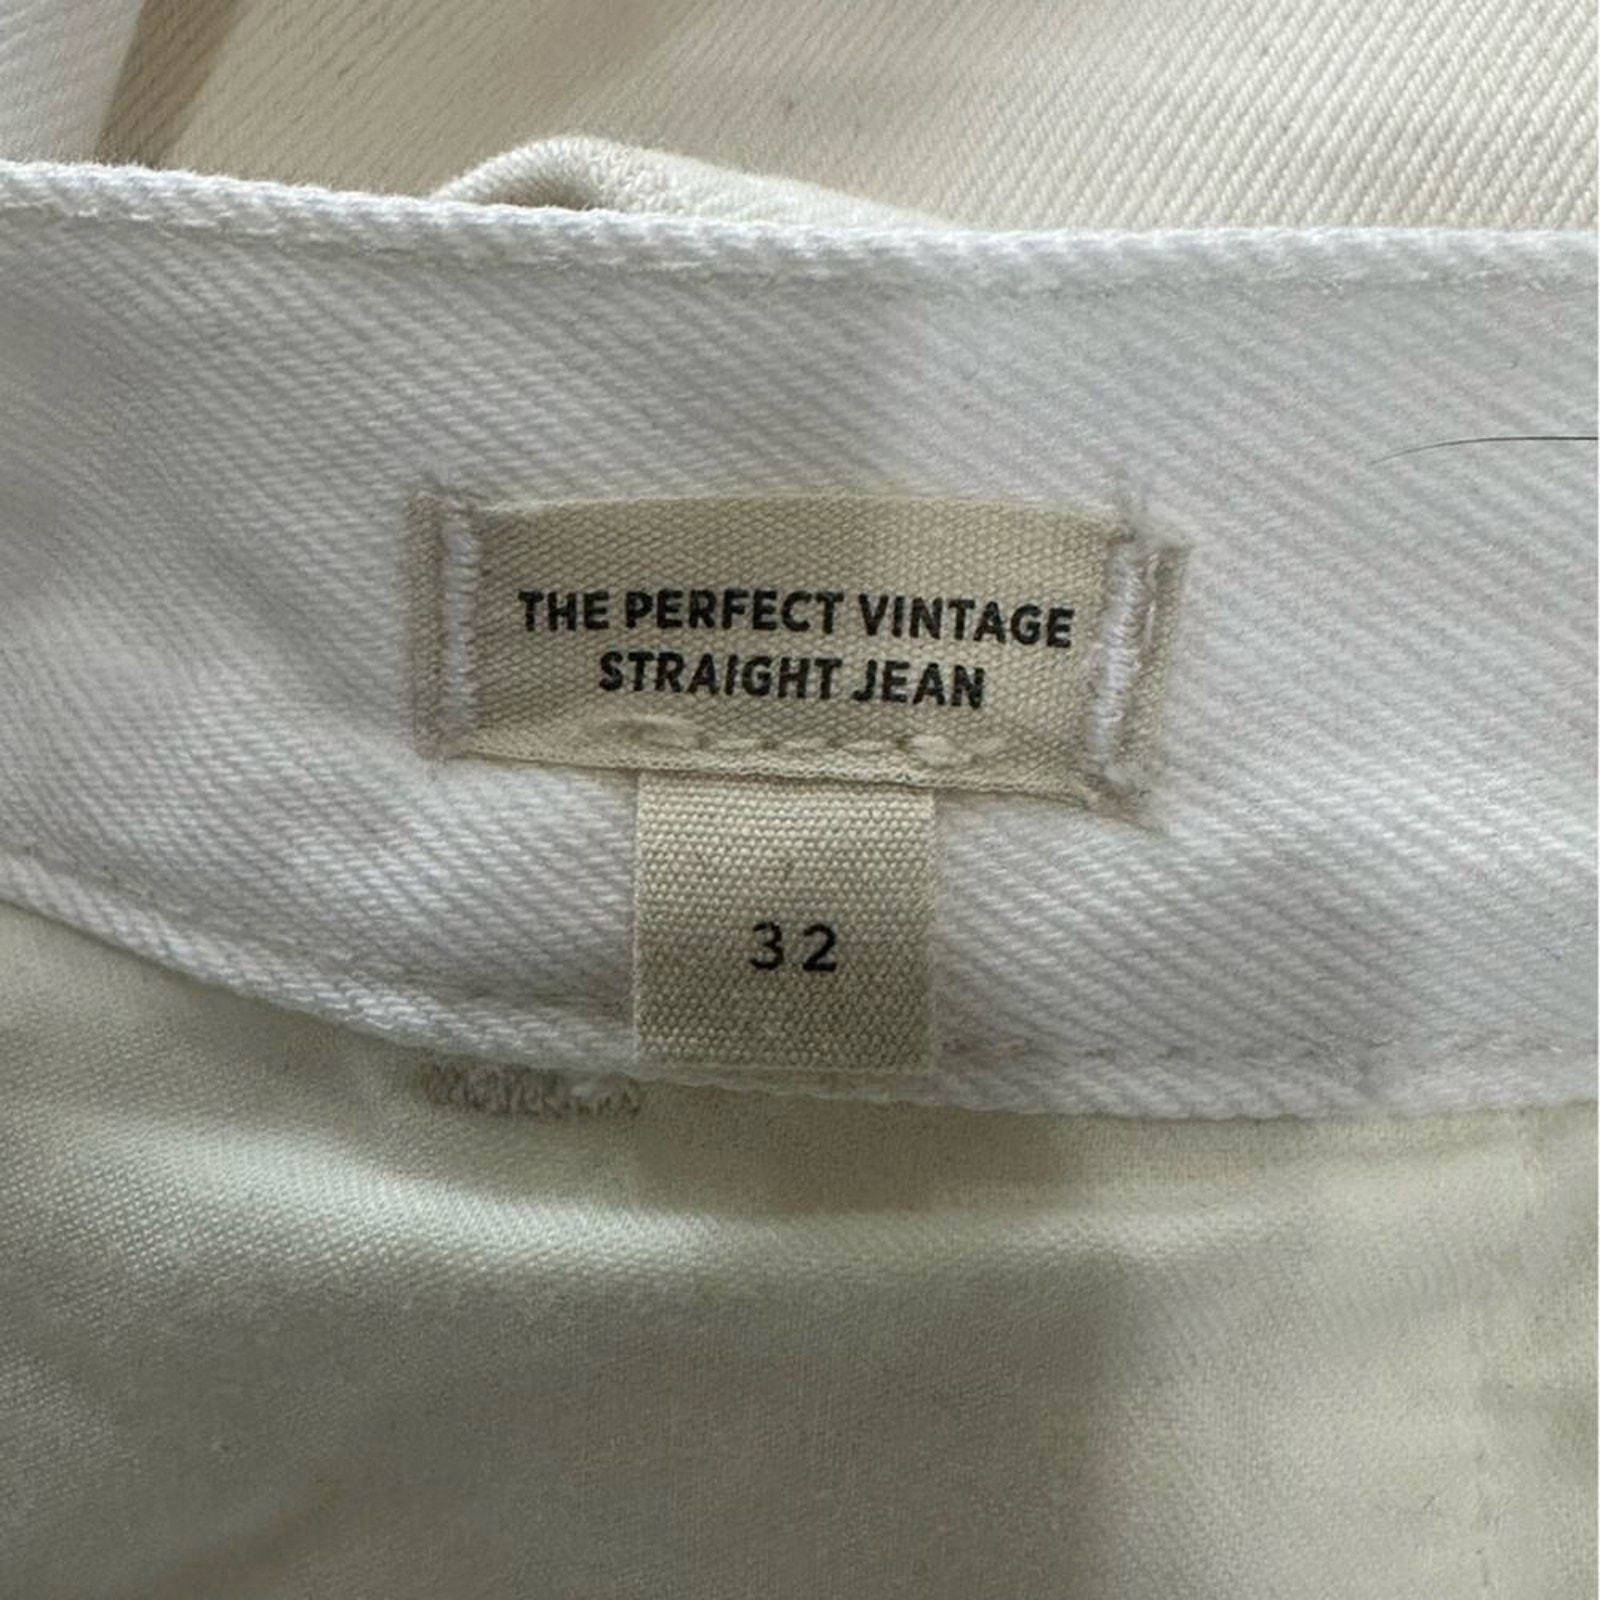 THE PERFECT VINTAGE
STRAIGHT JEAN
32